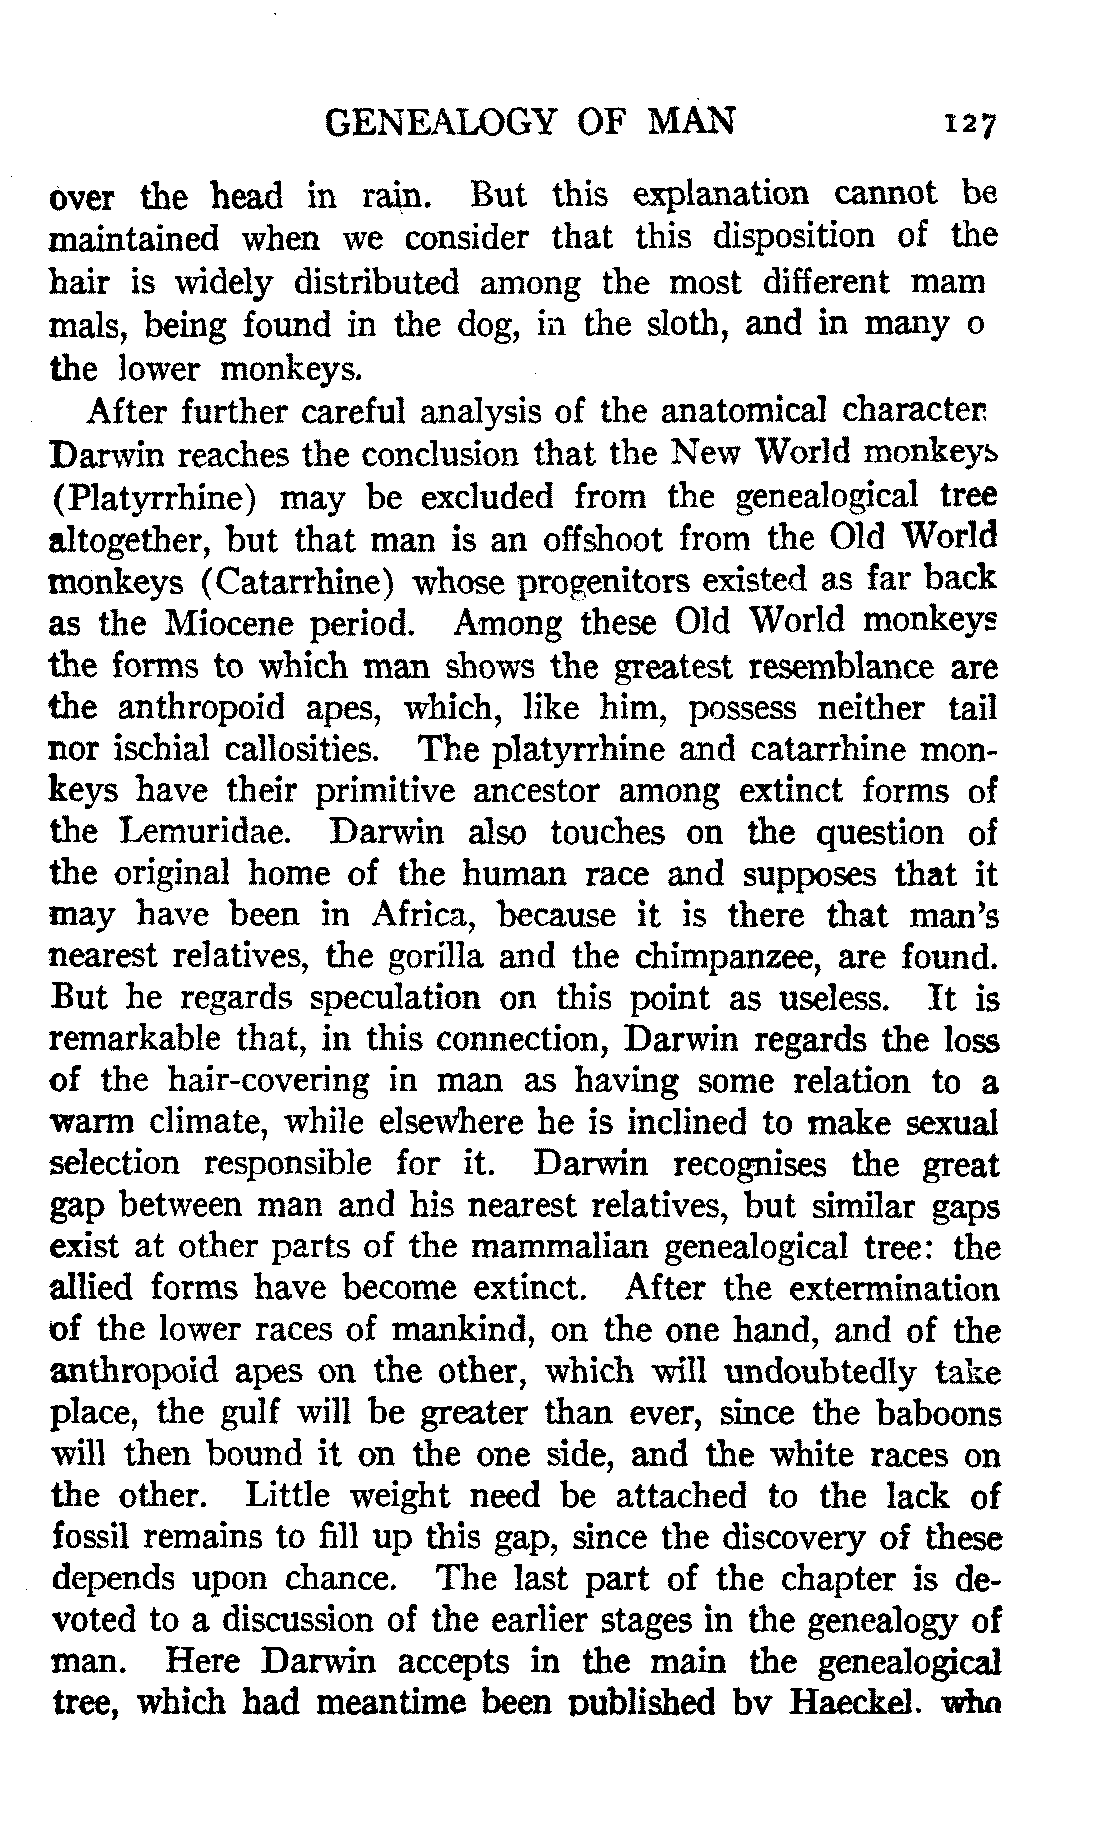 GENEALOGY OF MAN 127
over the head in rain. But this explanation cannot be
maintained when we consider that this disposition of the
hair is widely distributed among the most different mam
mals, being found in the dog, in the sloth, and in many o
the lower monkeys.
After further careful analysis of the anatomical character
Darwin reaches the conclusion that the New World monkeys
(Platyrrhine) may be excluded from the genealogical tree
altogether, but that man is an offshoot from the Old World
monkeys (Catarrhine) whose progenitors existed as far back
as the Miocene period. Among these Old World monkeys
the forms to which man shows the greatest resemblance are
the anthropoid apes, which, like him, possess neither tail
nor ischial callosities. The platyrrhine and catarrhine mon-
keys have their primitive ancestor among extinct forms of
the Lemuridae. Darwin also touches on the question of
the original home of the human race and supposes that it
may have been in Africa, because it is there that man's
nearest relatives, the gorilla and the chimpanzee, are found.
But he regards speculation on this point as useless. It is
remarkable that, in this connection, Darwin regards the loss
of the hair-covering in man as having some relation to a
warm climate, while elsewhere he is inclined to make sexual
selection responsible for it. Darwin recognises the great
gap between man and his nearest relatives, but similar gaps
exist at other parts of the mammalian genealogical tree: the
allied forms have become extinct. After the extermination
of the lower races of mankind, on the one hand, and of the
anthropoid apes on the other, which will undoubtedly take
place, the gulf will be greater than ever, since the baboons
will then bound it on the one side, and the white races on
the other. Little weight need be attached to the lack of
fossil remains to fill up this gap, since the discovery of these
depends upon chance. The last part of the chapter is de-
voted to a discussion of the earlier stages in the genealogy of
man. Here Darwin accepts in the main the genealogical
tree, which had meantime been published by Haeckel, who